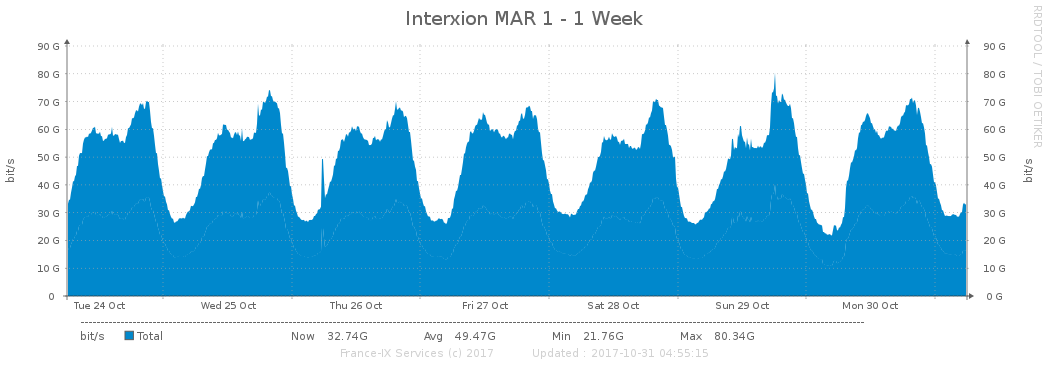 Interxion MAR 1 - 1 Week
RRDTOOL / TOBI OETIKER
bit/s
90 G
80 G
70 G
60 G
50 G
40 G
30 G
20 G
10 G
0
90 G
80 G
70 G
60 G
50 G
40 G
30 G
20 G
10 G
0 G
bit/s
Tue 24 Oct Wed 25 Oct Thu 26 Oct Fri 27 Oct Sat 28 Oct Sun 29 Oct Mon 30 Oct
bit/s Total Now 32.74G Avg 49.47G Min 21.76G Max 80.34G
France-IX Services (c) 2017 Updated : 2017-10-31 04:55:15